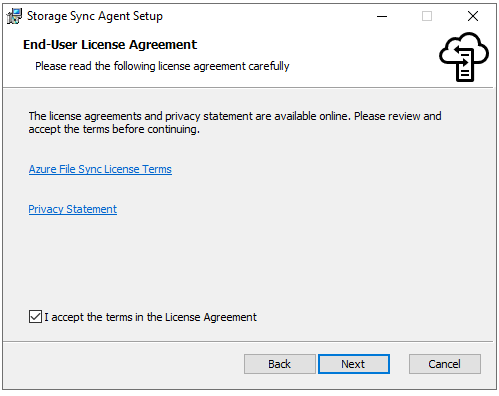 Storage Sync Agent Setup
End-User License Agreement
Please read the following license agreement carefully
The license agreements and privacy statement are available online. Please review and
accept the terms before continuing.
Azure File Sync License Terms
Privacy Statement
I accept the terms in the License Agreement
Back Next Cancel